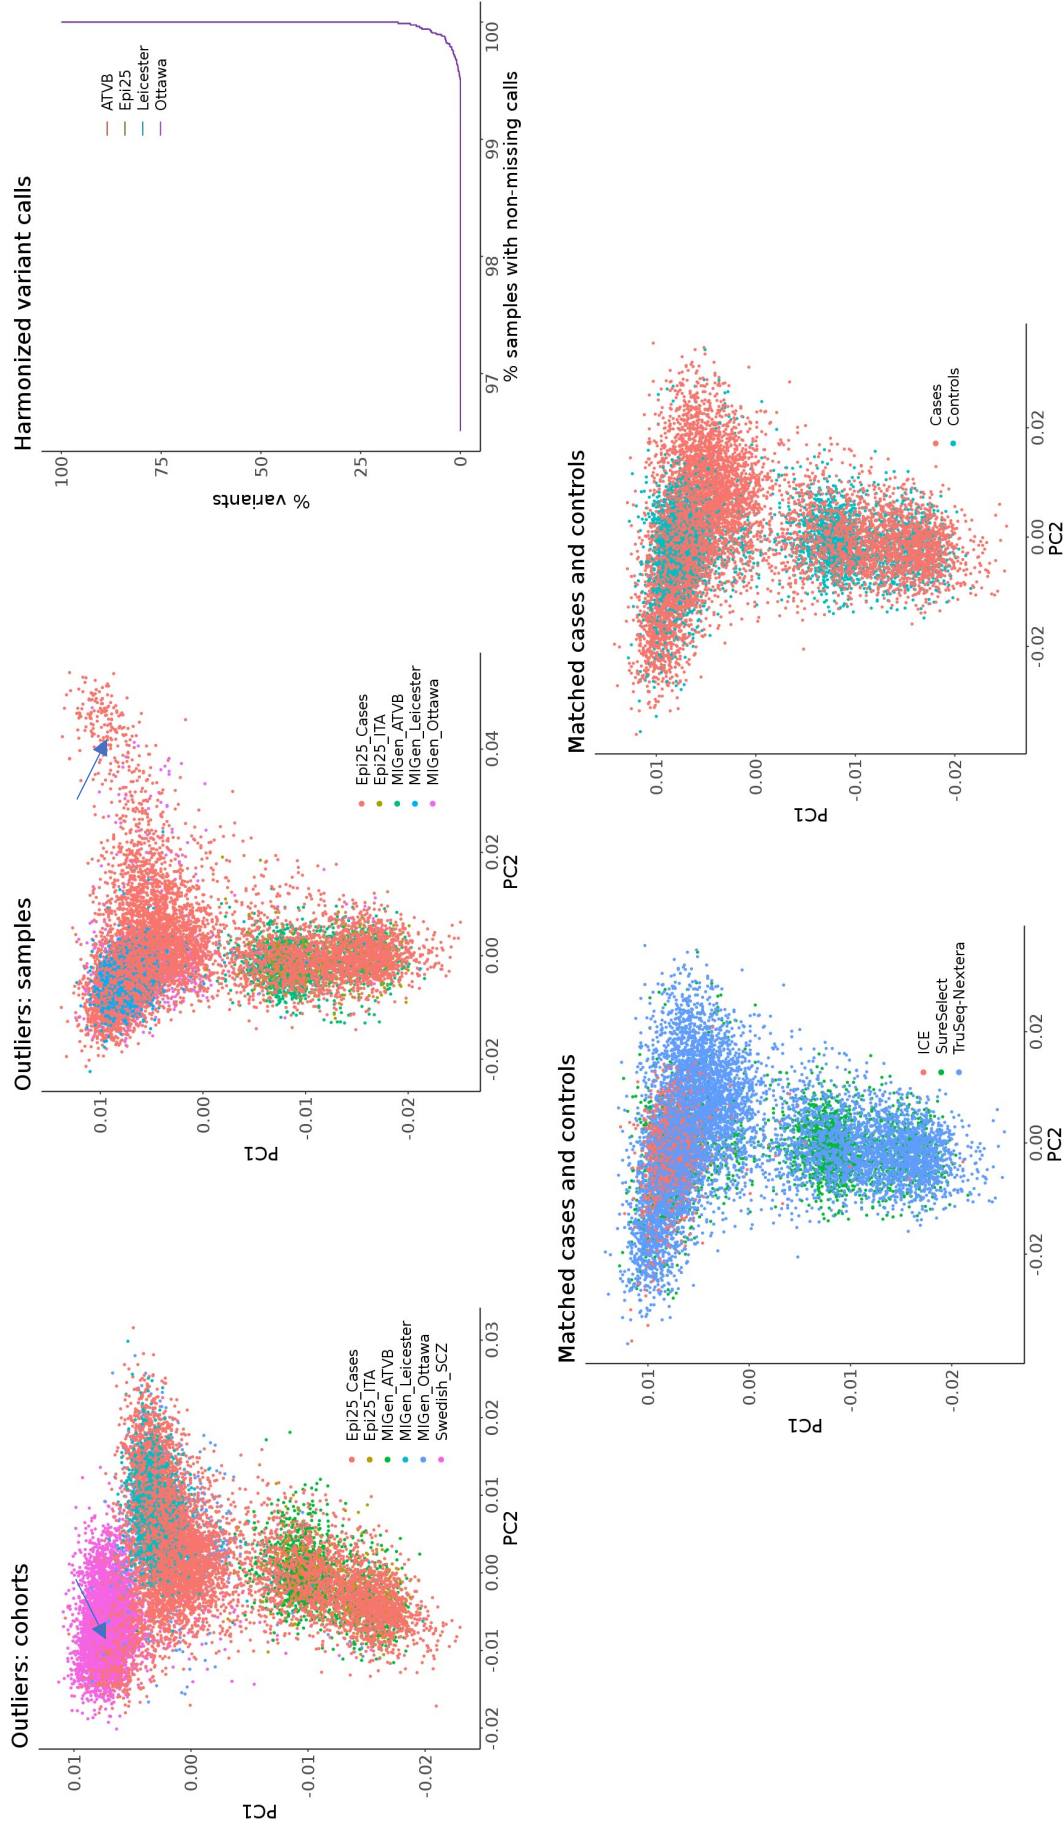 Outliers: cohorts
0.01
0.00
-0.01
-0.02
PC1
-0.02
-0.01
0.00
0.01
0.02
0.03
PC2
Epi25_Cases
Epi25_ITA
MIGen_ATVB
MIGen_Leicester
MIGen_Ottawa
Swedish_SCZ
Outliers: samples
0.01
0.00
-0.01
-0.02
PC1
-0.02
0.00
0.02
0.04
PC2
Epi25_Cases
Epi25_ITA
MIGen_ATVB
MIGen_Leicester
MIGen_Ottawa
Harmonized variant calls
100
75
50
25
0
% variants
97
98
99
100
% samples with non-missing calls
ATVB
Epi25
Leicester
Ottawa
Matched cases and controls
0.01
0.00
-0.01
-0.02
PC1
-0.02
0.00
0.02
PC2
ICE
SureSelect
TruSeq-Nextera
Matched cases and controls
0.01
0.00
-0.01
-0.02
PC1
-0.02
0.00
0.02
PC2
Cases
Controls